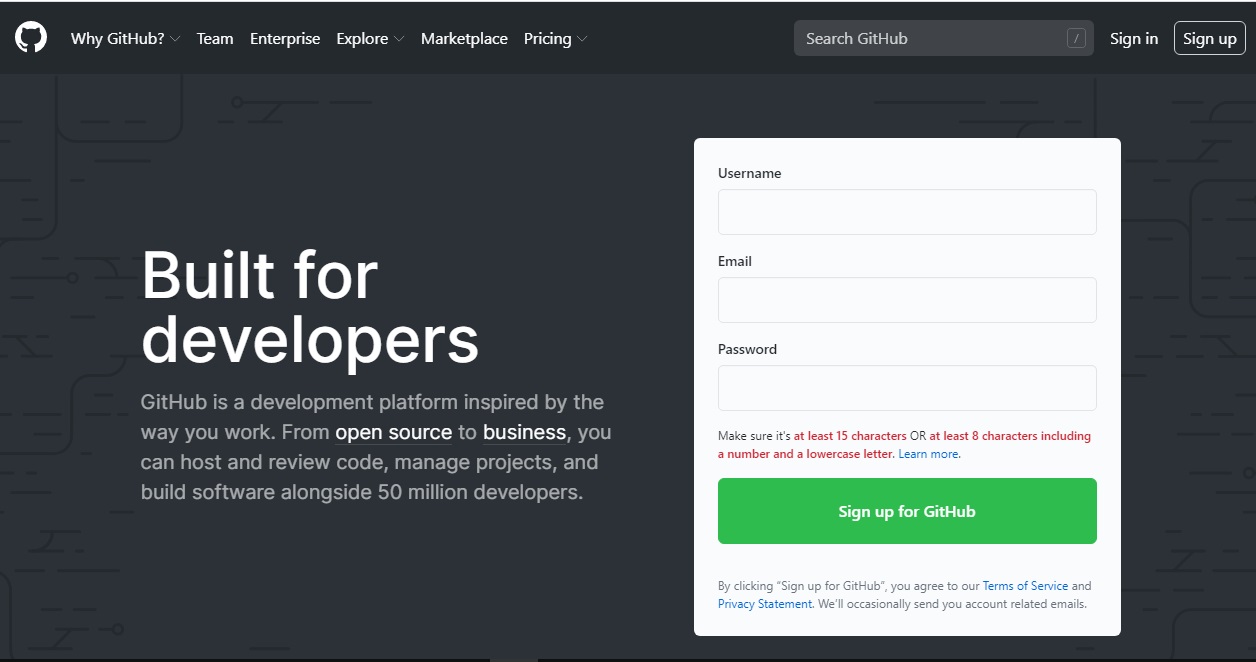 Why GitHub? Team Enterprise Explore Marketplace Pricing Search GitHub / Sign in Sign up
Built for
developers
GitHub is a development platform inspired by the
way you work. From open source to business, you
can host and review code, manage projects, and
build software alongside 50 million developers.
Username
Email
Password
Make sure it's at least 15 characters OR at least 8 characters including
a number and a lowercase letter. Learn more.
Sign up for GitHub
By clicking “Sign up for GitHub”, you agree to our Terms of Service and
Privacy Statement. We’ll occasionally send you account related emails.